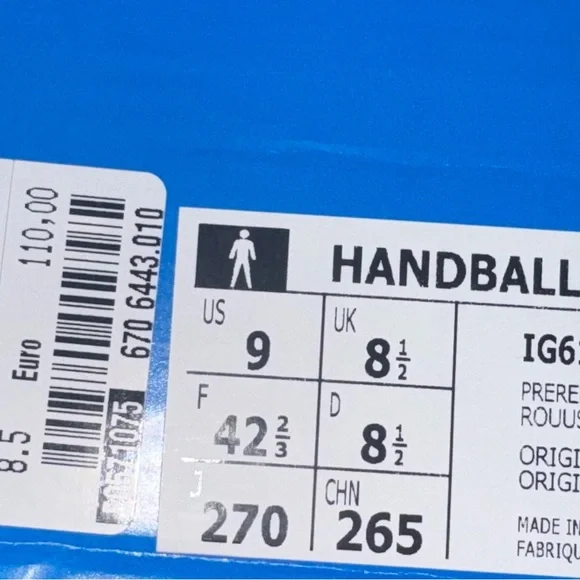 110,00
Euro
8.5
670 6443.010
HANDBALL
US
9
UK
8 1/2
F
42 2/3
D
8 1/2
J
270
CHN
265
PRERE
ROUUS
ORIGI
ORIGI
MADE IN
FABRIQU